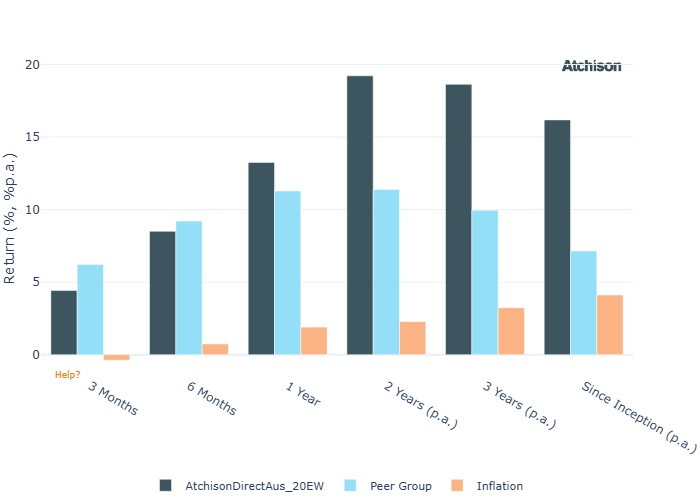 Atchison
20
15
10
5
0
Return (%, %p.a.)
Help?
3 Months
6 Months
1 Year
2 Years (p.a.)
3 Years (p.a.)
Since Inception (p.a.)
AtchisonDirectAus_20EW
Peer Group
Inflation